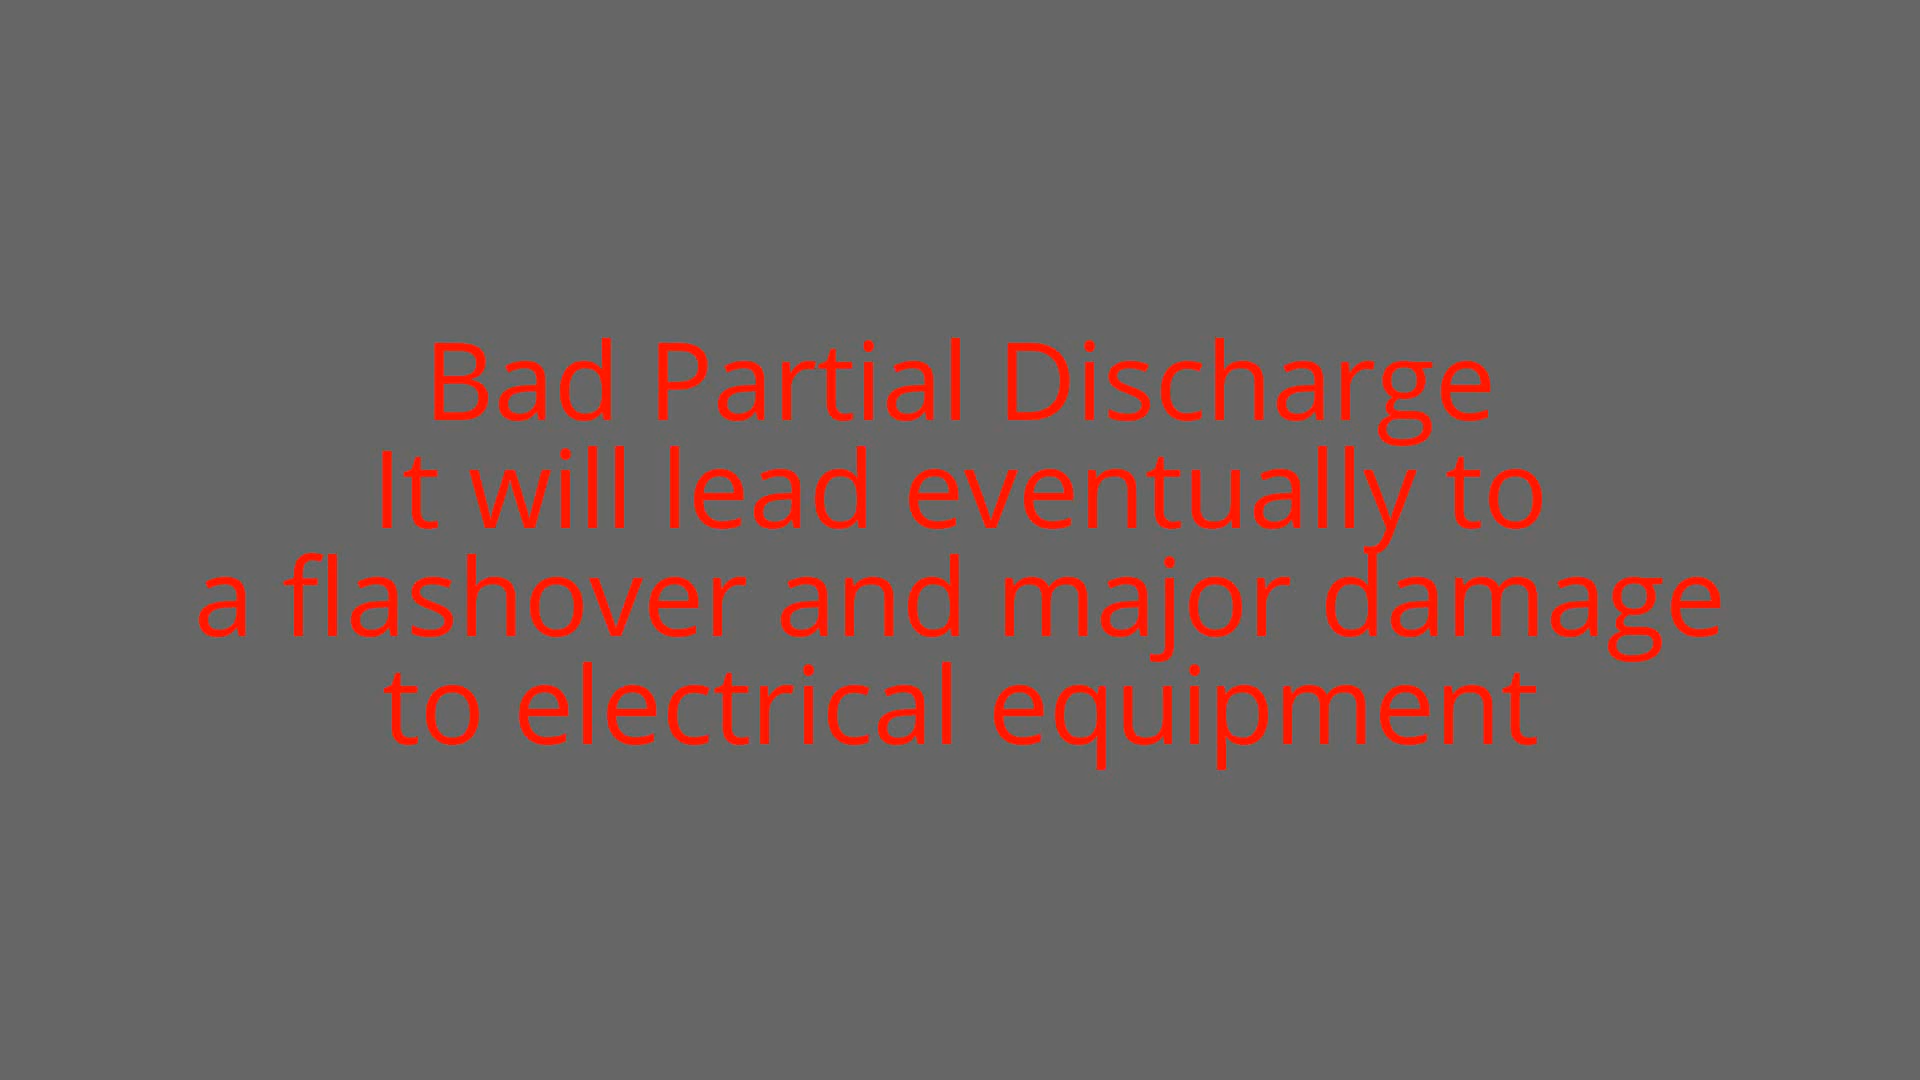 Bad Partial Discharge
It will lead eventually to
a flashover and major damage
to electrical equipment